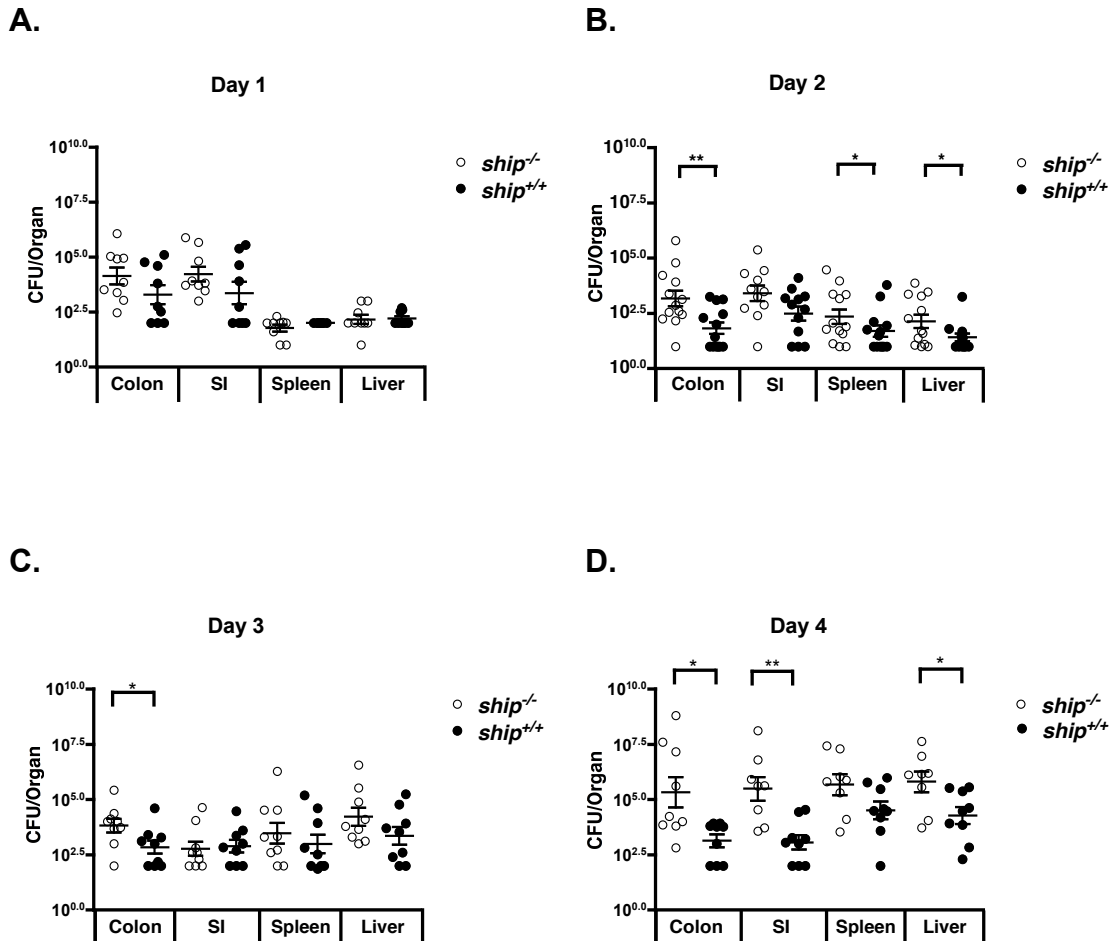 A.
Day 1
10^10.0
10^7.5
10^5.0
10^2.5
10^0.0
CFU/Organ
Colon SI Spleen Liver
ship-/-
ship+/+
B.
Day 2
10^10.0
10^7.5
10^5.0
10^2.5
10^0.0
CFU/Organ
** * *
Colon SI Spleen Liver
ship-/-
ship+/+
C.
Day 3
10^10.0
10^7.5
10^5.0
10^2.5
10^0.0
CFU/Organ
*
Colon SI Spleen Liver
ship-/-
ship+/+
D.
Day 4
10^10.0
10^7.5
10^5.0
10^2.5
10^0.0
CFU/Organ
* ** *
Colon SI Spleen Liver
ship-/-
ship+/+